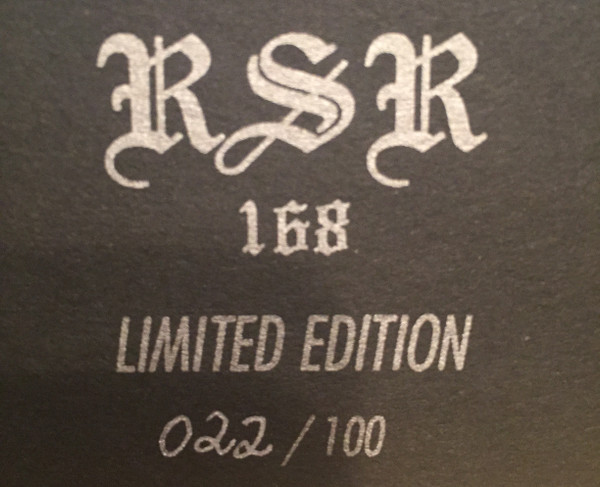 RSR
168
LIMITED EDITION
022 / 100